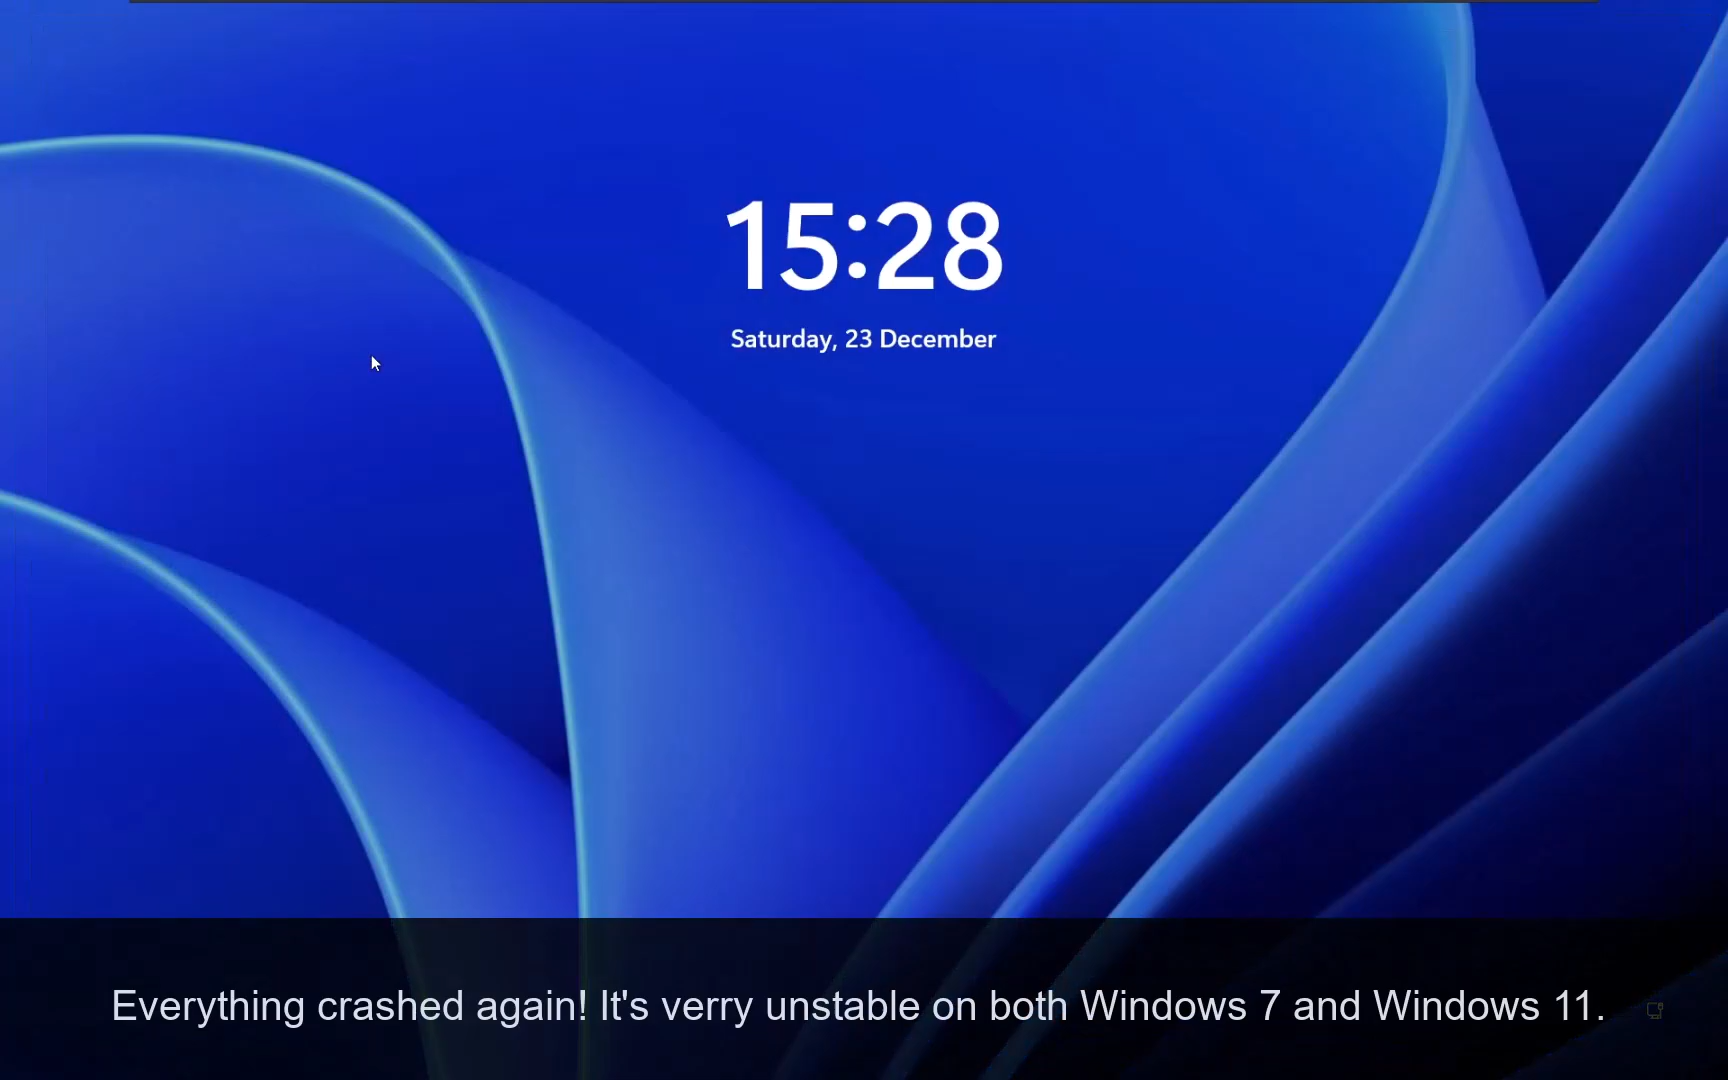 15:28
Saturday, 23 December
Everything crashed again! It's verry unstable on both Windows 7 and Windows 11.